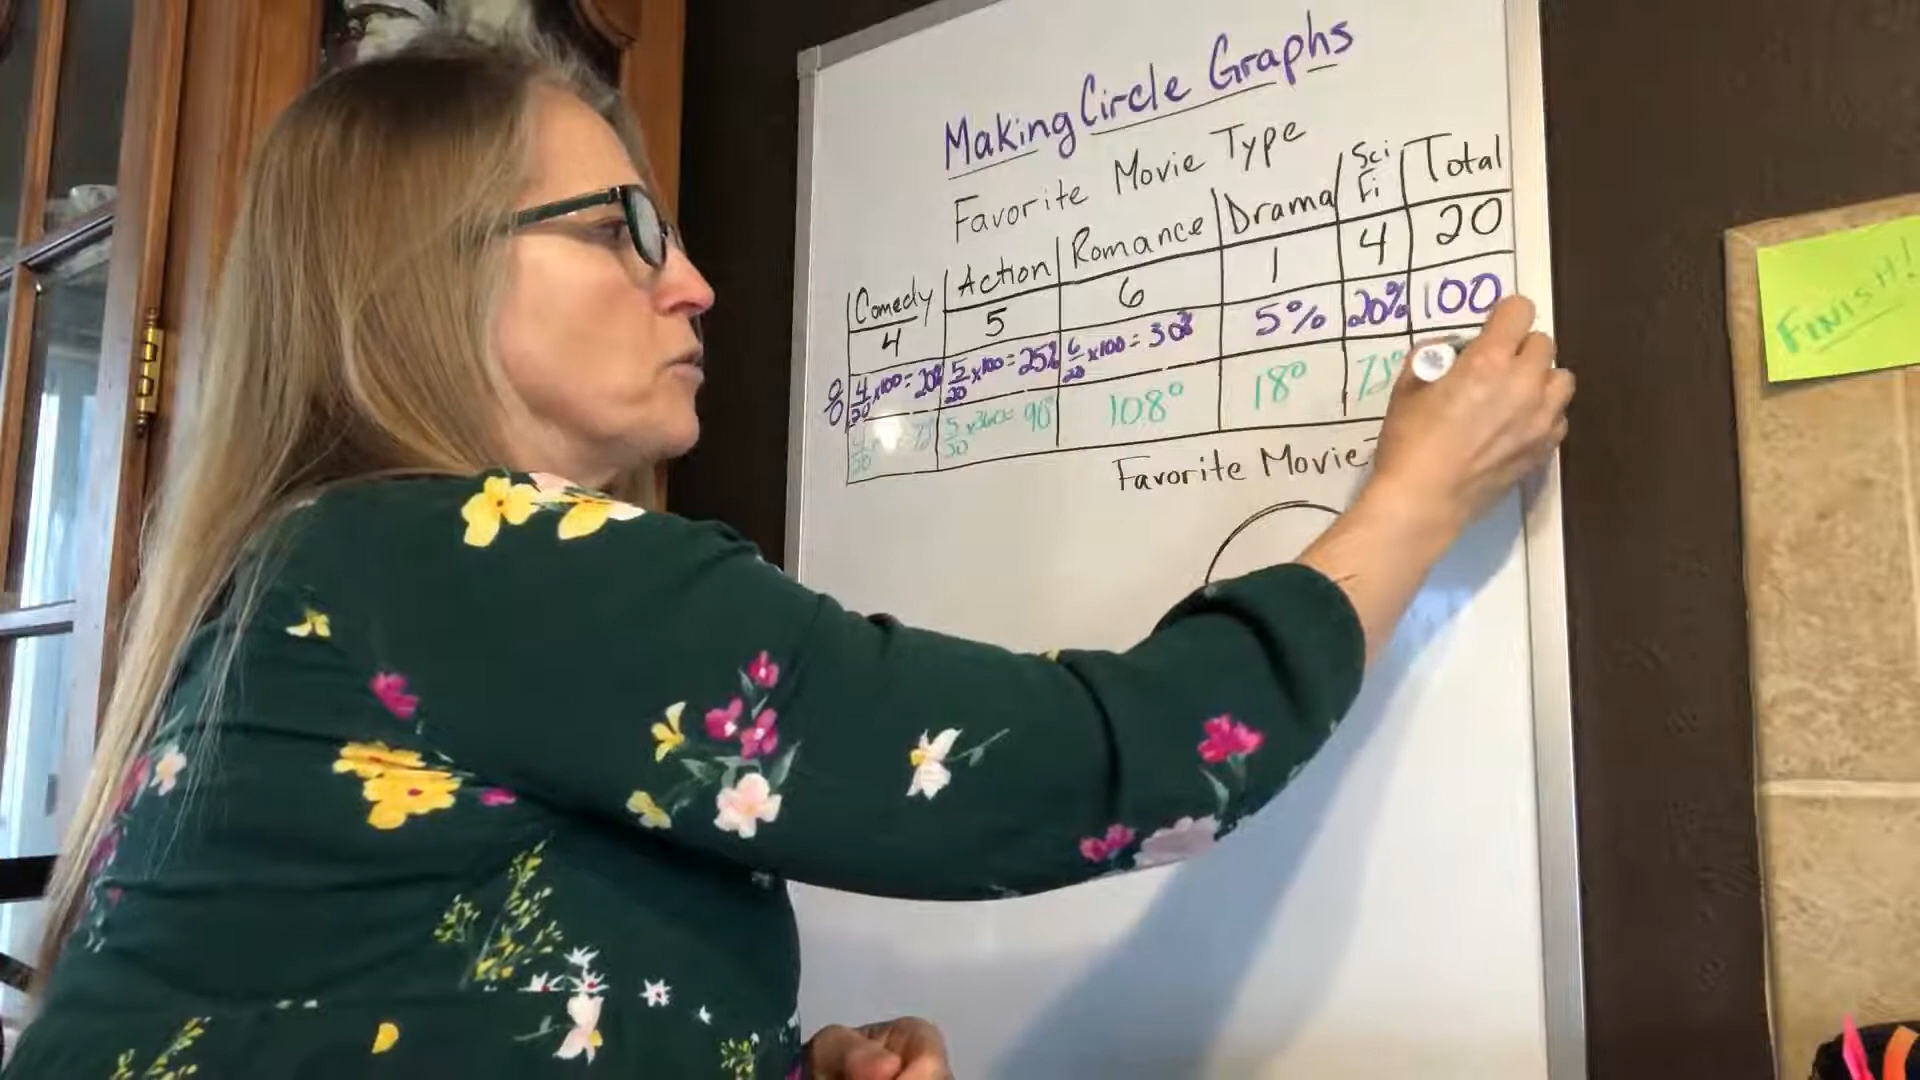 Making Circle Graphs
Favorite Movie Type
Comedy Action Romance Drama Sci Fi Total
4 5 6 1 4 20
% 4/20 x100= 20% 5/20 x100= 25% 6/20 x100= 30% 5% 20% 100
5/20 x360= 90° 108° 18° 72°
Favorite Movie
FINISH!